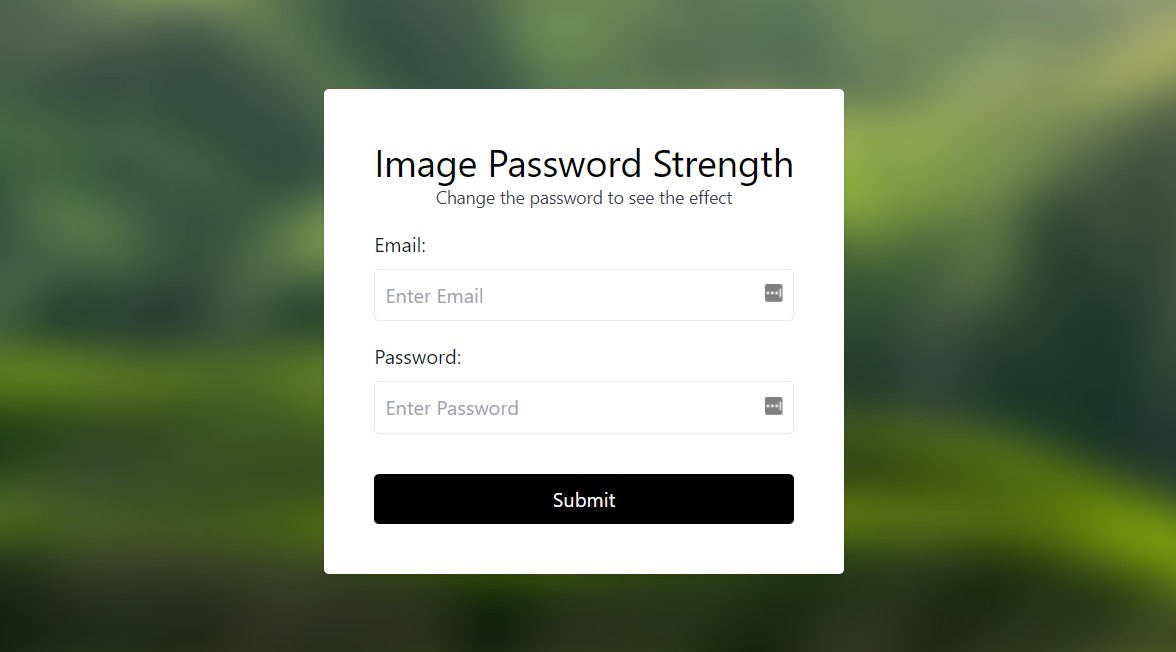 Image Password Strength
Change the password to see the effect
Email:
Enter Email
Password:
Enter Password
Submit